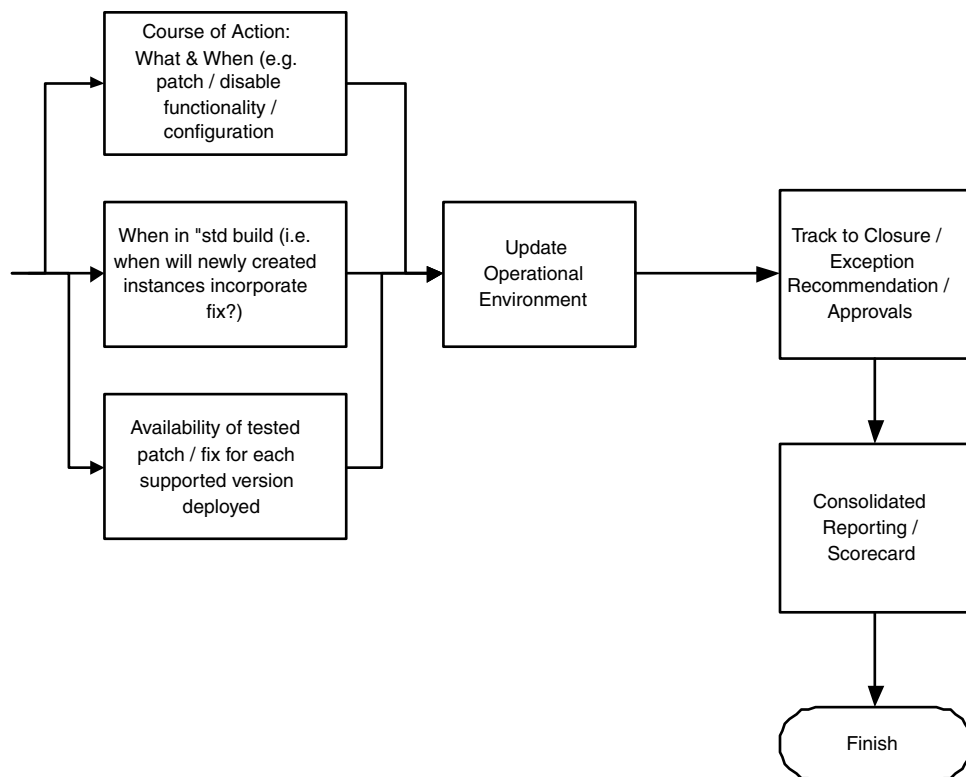 Course of Action:
What & When (e.g.
patch / disable
functionality /
configuration
When in "std build (i.e.
when will newly created
instances incorporate
fix?)
Availability of tested
patch / fix for each
supported version
deployed
Update
Operational
Environment
Track to Closure /
Exception
Recommendation /
Approvals
Consolidated
Reporting /
Scorecard
Finish